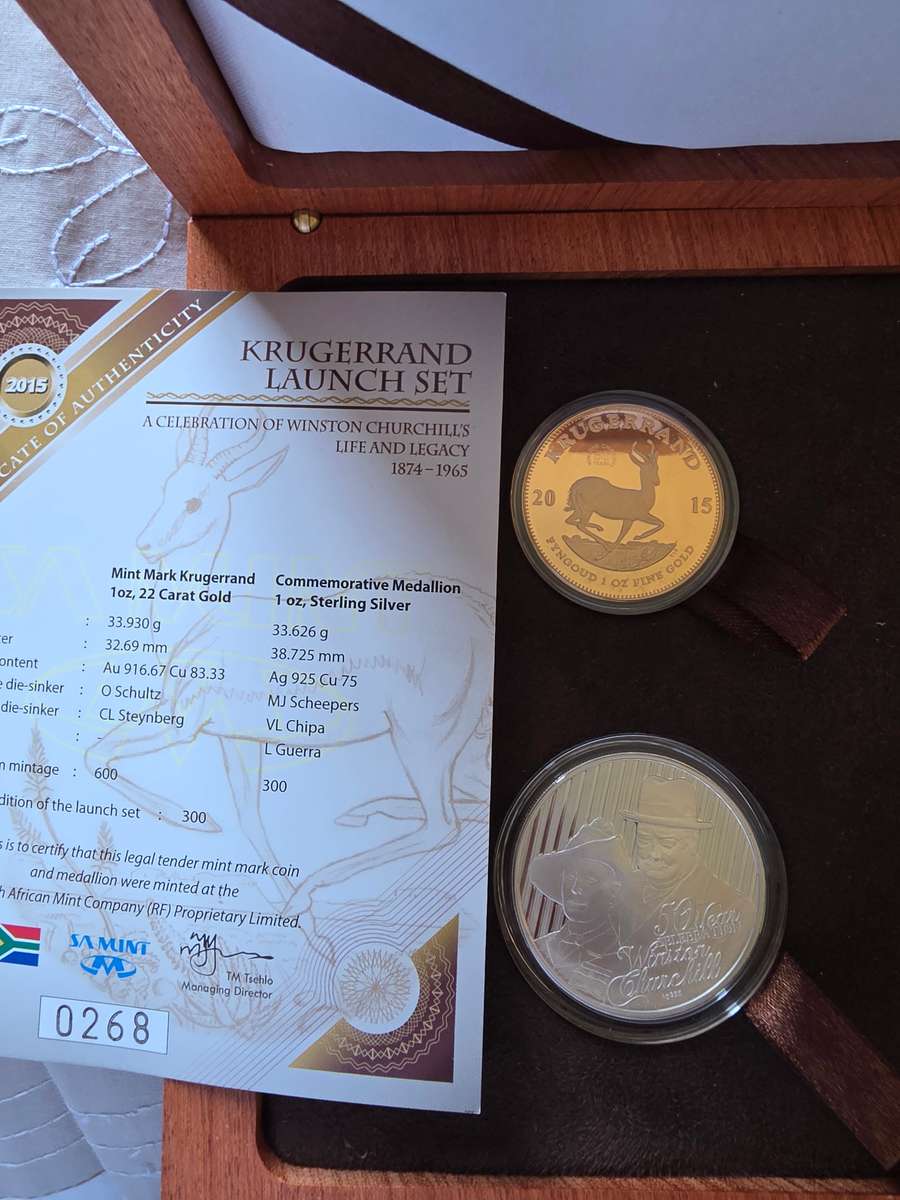 2015
CATE OF AUTHENTICITY
KRUGERRAND
LAUNCH SET
A CELEBRATION OF WINSTON CHURCHILL'S
LIFE AND LEGACY
1874–1965
Mint Mark Krugerrand Commemorative Medallion
1oz, 22 Carat Gold 1 oz, Sterling Silver
: 33.930 g 33.626 g
ter : 32.69 mm 38.725 mm
ontent : Au 916.67 Cu 83.33 Ag 925 Cu 75
e die-sinker : O Schultz MJ Scheepers
die-sinker : CL Steynberg VL Chipa
: – L Guerra
m mintage : 600 300
dition of the launch set : 300
s is to certify that this legal tender mint mark coin
and medallion were minted at the
h African Mint Company (RF) Proprietary Limited.
SA MINT
TM Tsehlo
Managing Director
0268
KRUGERRAND
20 15
FYNGOUD 1 OZ FINE GOLD
50 Year
CELEBRATION
Winston
Churchill